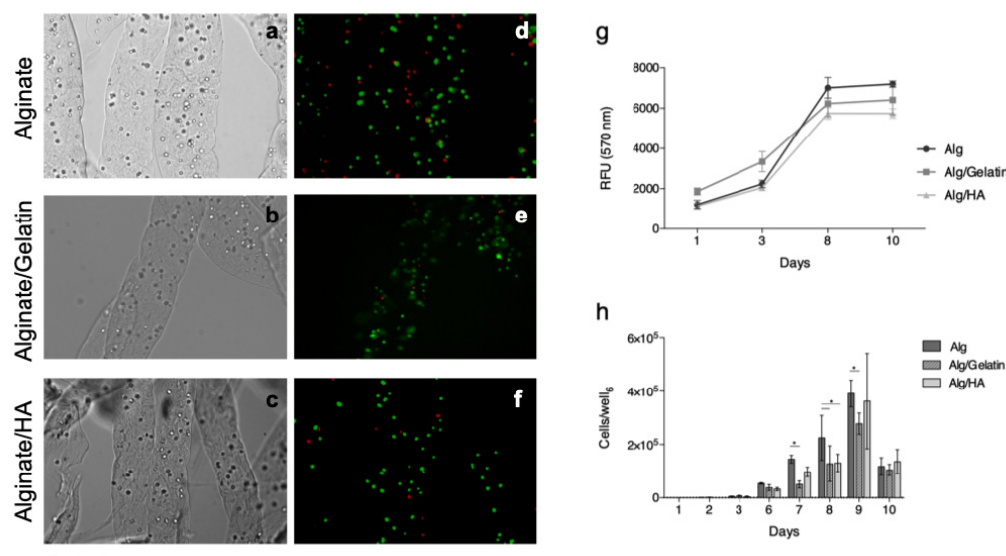 Alginate
a
d
Alginate/Gelatin
b
e
Alginate/HA
c
f
g
RFU (570 nm)
8000
6000
4000
2000
0
1 3 8 10
Days
Alg
Alg/Gelatin
Alg/HA
h
Cells/well₆
6x10⁵
4x10⁵
2x10⁵
0
* * *
1 2 3 6 7 8 9 10
Days
Alg
Alg/Gelatin
Alg/HA